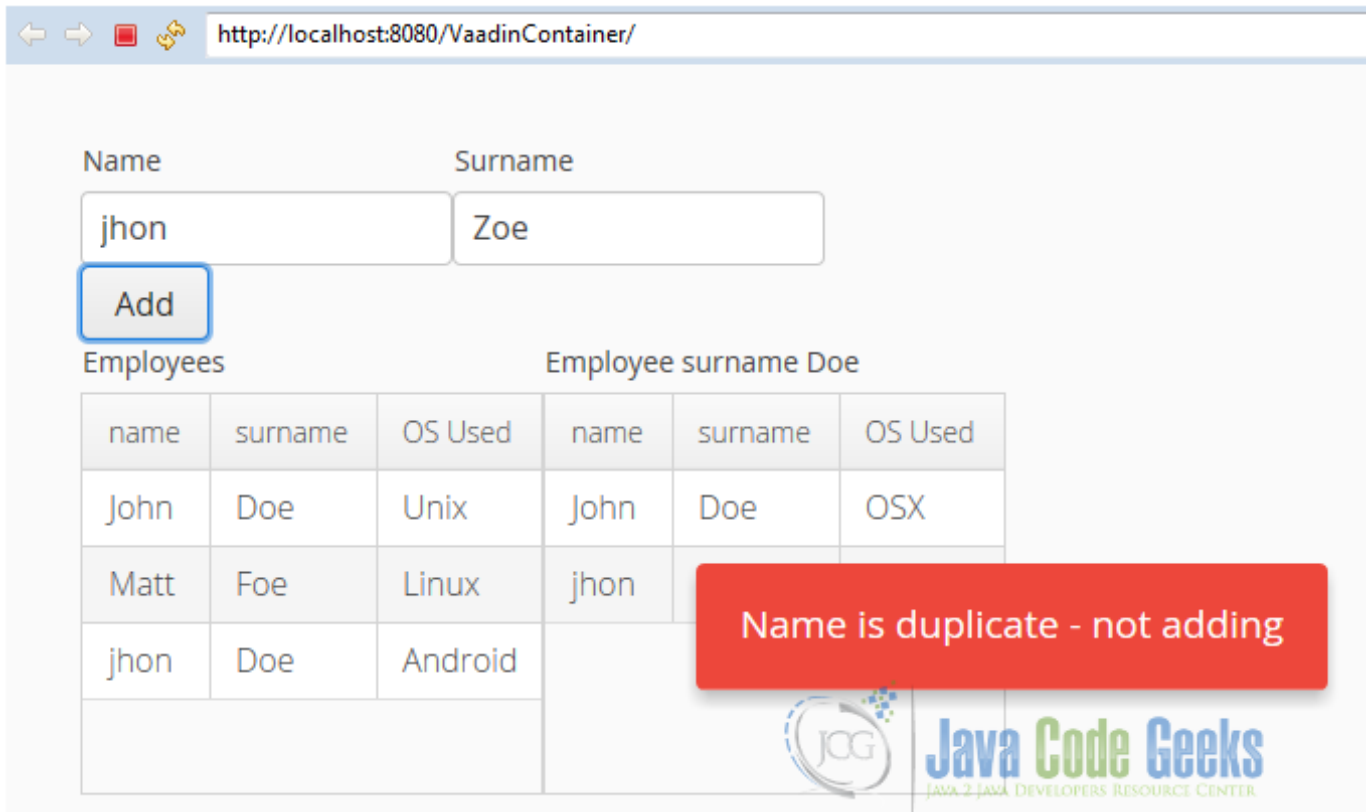 http://localhost:8080/VaadinContainer/
Name Surname
jhon Zoe
Add
Employees Employee surname Doe
name surname OS Used name surname OS Used
John Doe Unix John Doe OSX
Matt Foe Linux jhon
Name is duplicate - not adding
jhon Doe Android
JCG Java Code Geeks
JAVA 2 JAVA DEVELOPERS RESOURCE CENTER